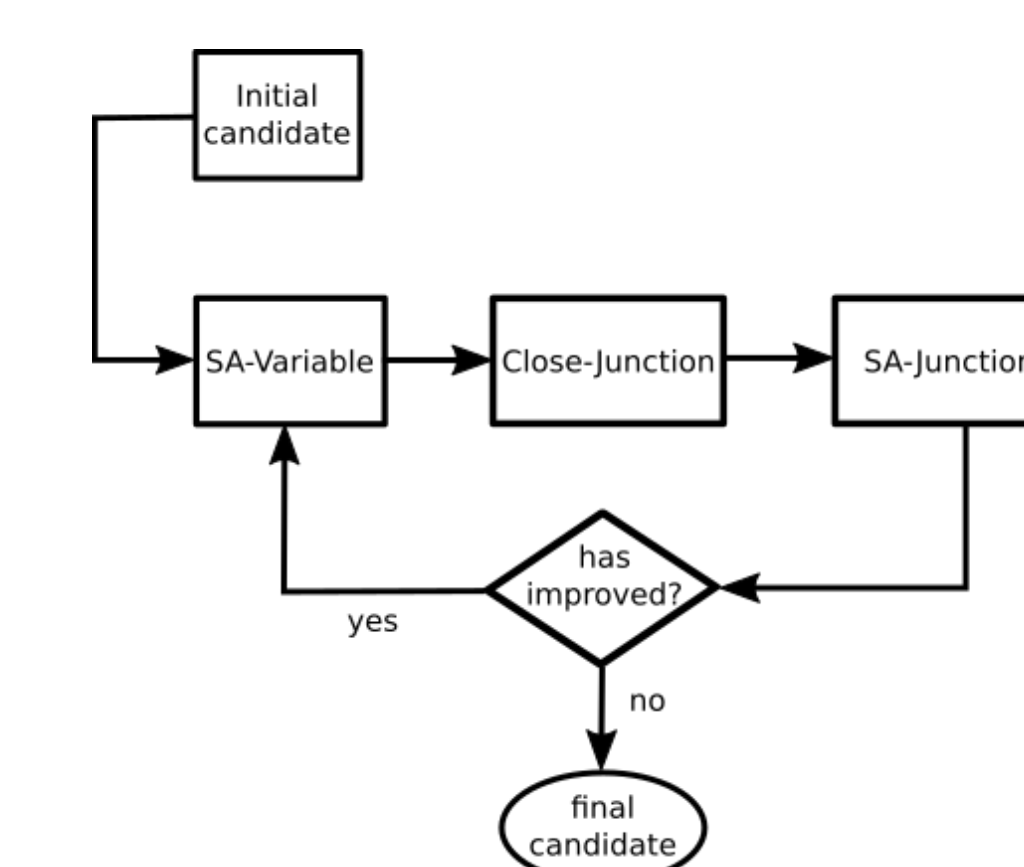 Initial
candidate
SA-Variable
Close-Junction
SA-Junction
has
improved?
yes
no
final
candidate